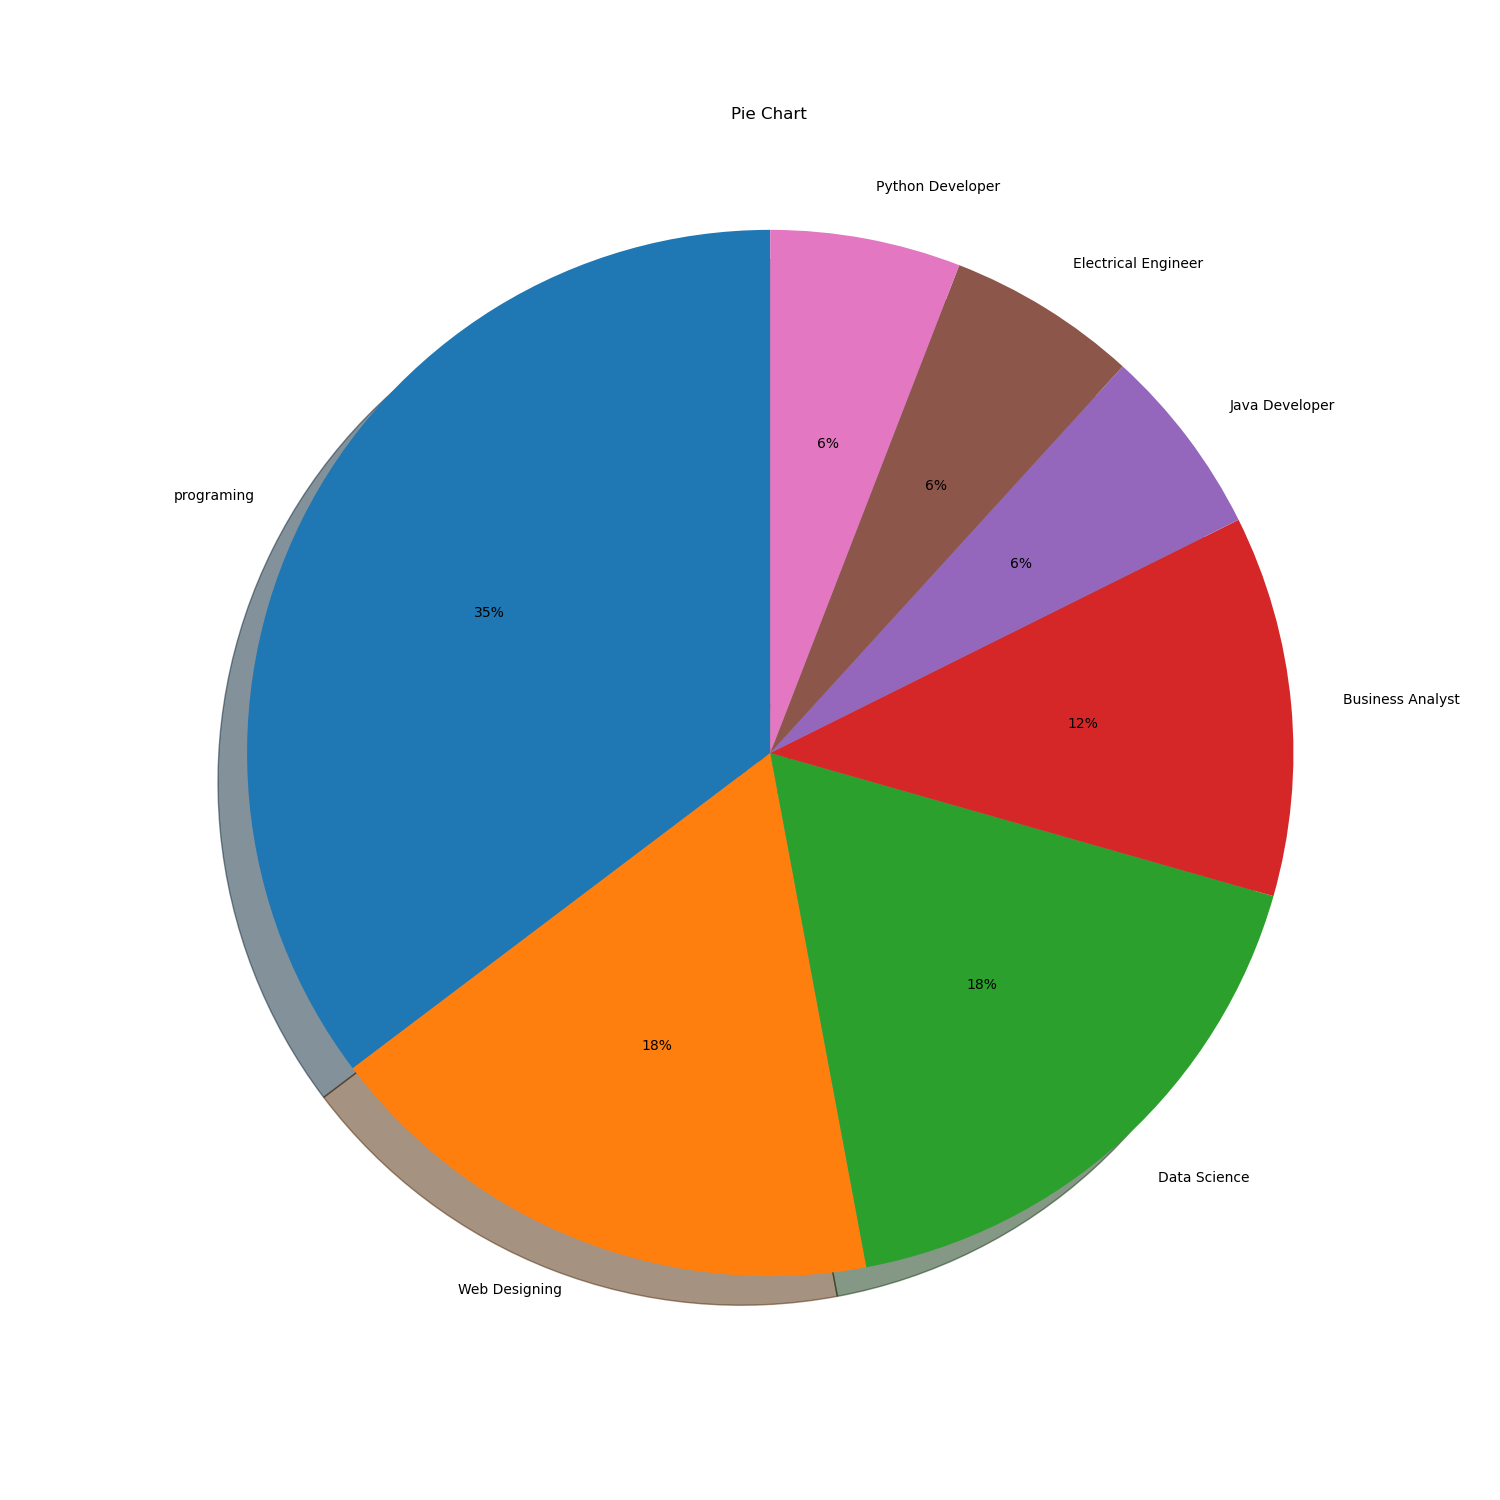 Pie Chart
Python Developer
Electrical Engineer
Java Developer
programing
6%
6%
6%
35%
Business Analyst
12%
18%
18%
Data Science
Web Designing